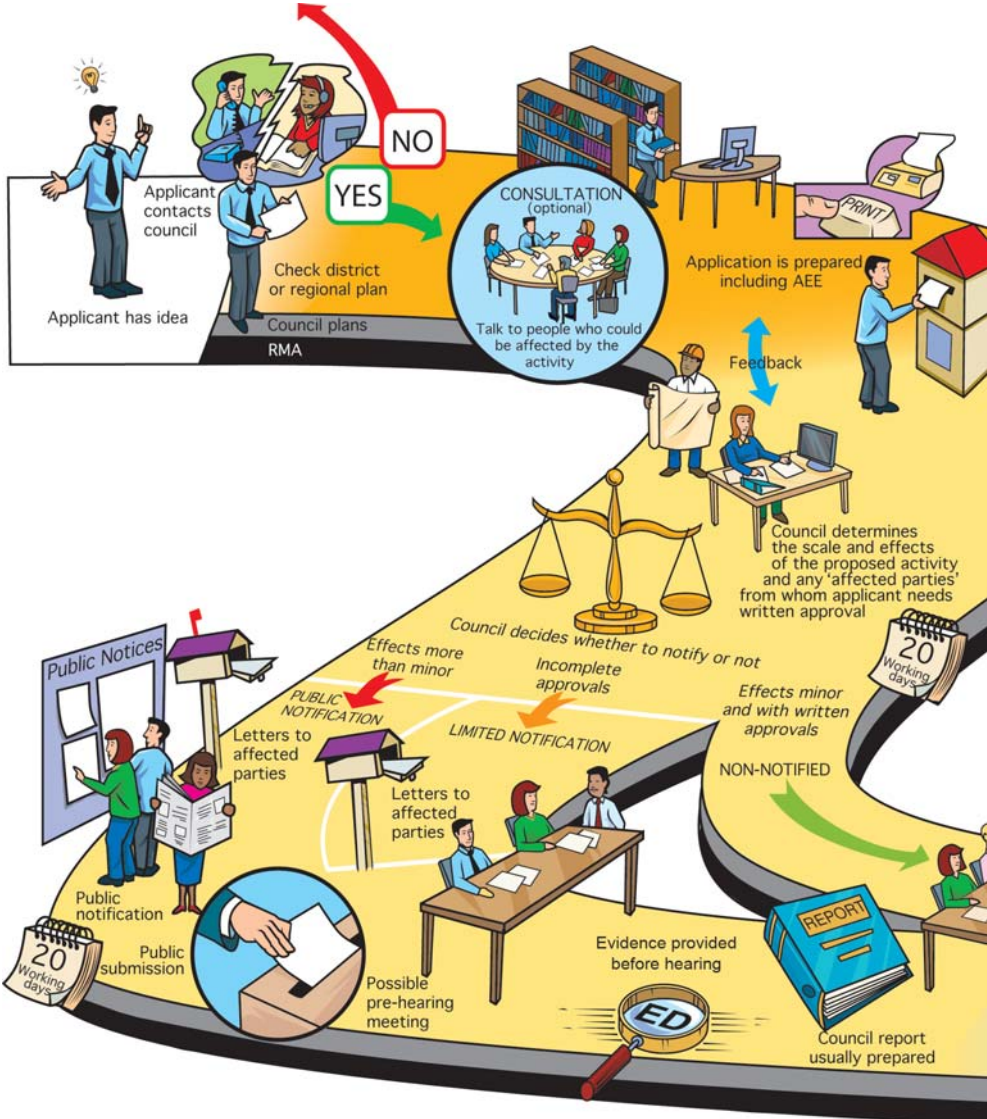 NO
YES
Applicant
contacts
council
Applicant has idea
Check district
or regional plan
Council plans
RMA
CONSULTATION
(optional)
Talk to people who could
be affected by the
activity
PRINT
Application is prepared
including AEE
Feedback
Council determines
the scale and effects
of the proposed activity
and any ‘affected parties’
from whom applicant needs
written approval
20
Working
days
Council decides whether to notify or not
Effects more
than minor
PUBLIC
NOTIFICATION
Incomplete
approvals
LIMITED NOTIFICATION
Effects minor
and with written
approvals
NON-NOTIFIED
Public Notices
Letters to
affected
parties
Letters to
affected
parties
Public
notification
20
Working
days
Public
submission
Possible
pre-hearing
meeting
Evidence provided
before hearing
ED
REPORT
Council report
usually prepared